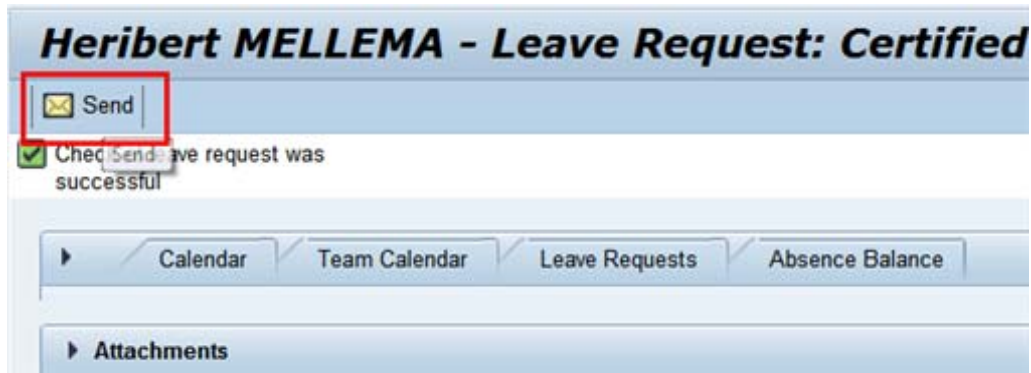 Heribert MELLEMA - Leave Request: Certified
Send
Send
Chec ave request was
successful
Calendar Team Calendar Leave Requests Absence Balance
Attachments